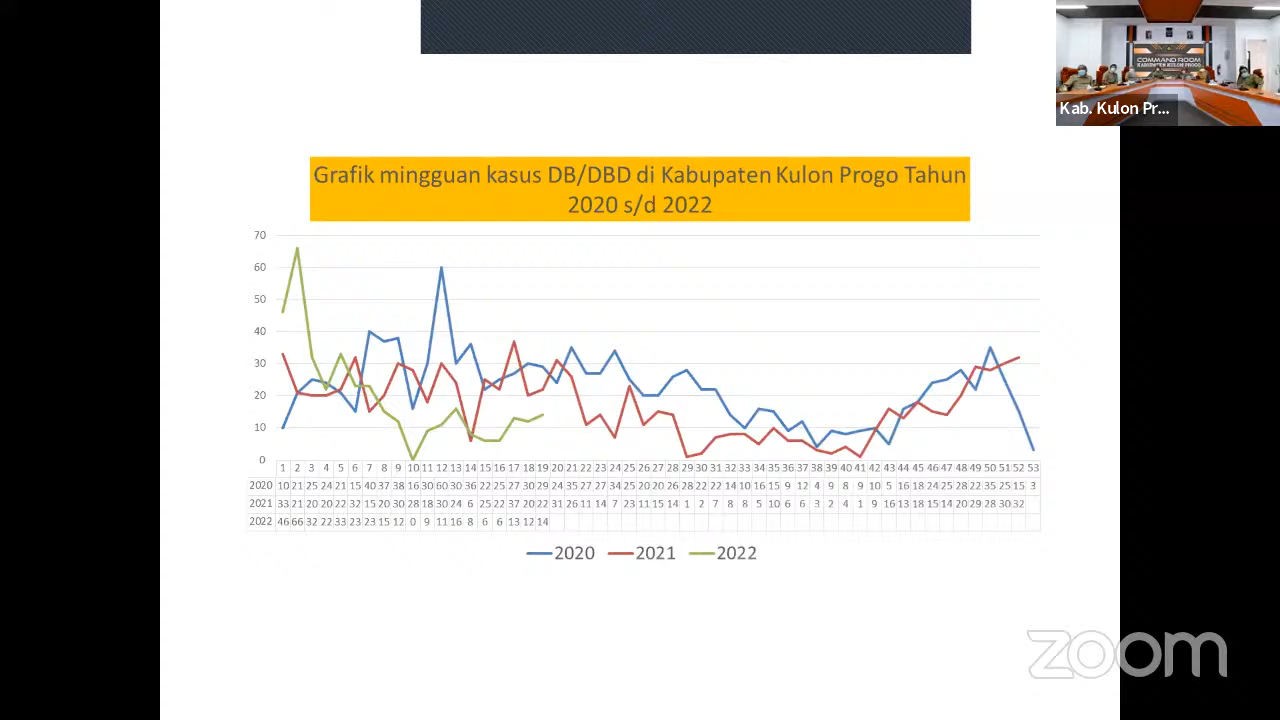 COMMAND ROOM
KABUPATEN KULON PROGO
Kab. Kulon Pr...
Grafik mingguan kasus DB/DBD di Kabupaten Kulon Progo Tahun
2020 s/d 2022
70
60
50
40
30
20
10
0
1 2 3 4 5 6 7 8 9 10 11 12 13 14 15 16 17 18 19 20 21 22 23 24 25 26 27 28 29 30 31 32 33 34 35 36 37 38 39 40 41 42 43 44 45 46 47 48 49 50 51 52 53
2020 10 21 25 24 21 15 40 37 38 16 30 60 30 36 22 25 27 30 29 24 35 27 27 34 25 20 20 26 28 22 22 14 10 16 15 9 12 4 9 8 9 10 5 16 18 24 25 28 22 35 25 15 3
2021 33 21 20 20 22 32 15 20 30 28 18 30 24 6 25 22 37 20 22 31 26 11 14 7 23 11 15 14 1 2 7 8 8 5 10 6 6 3 2 4 1 9 16 13 18 15 14 20 29 28 30 32
2022 46 66 32 22 33 23 23 15 12 0 9 11 16 8 6 6 13 12 14
2020 2021 2022
zoom